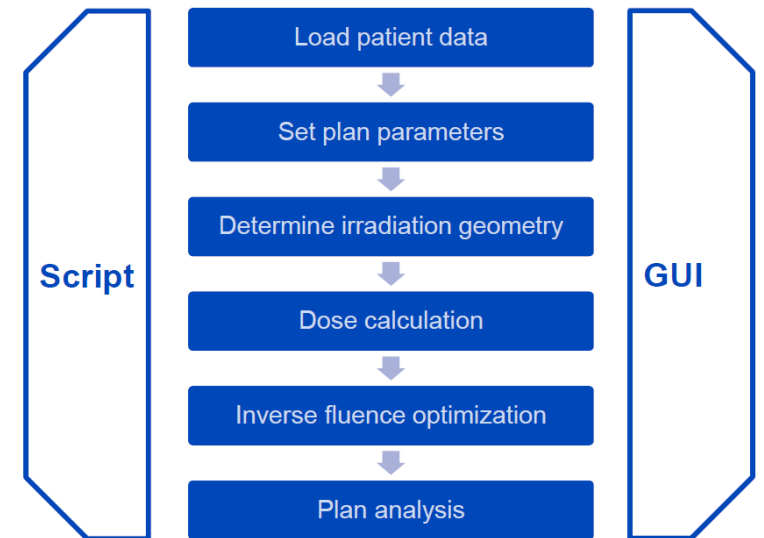 Load patient data
Set plan parameters
Determine irradiation geometry
Script
GUI
Dose calculation
Inverse fluence optimization
Plan analysis